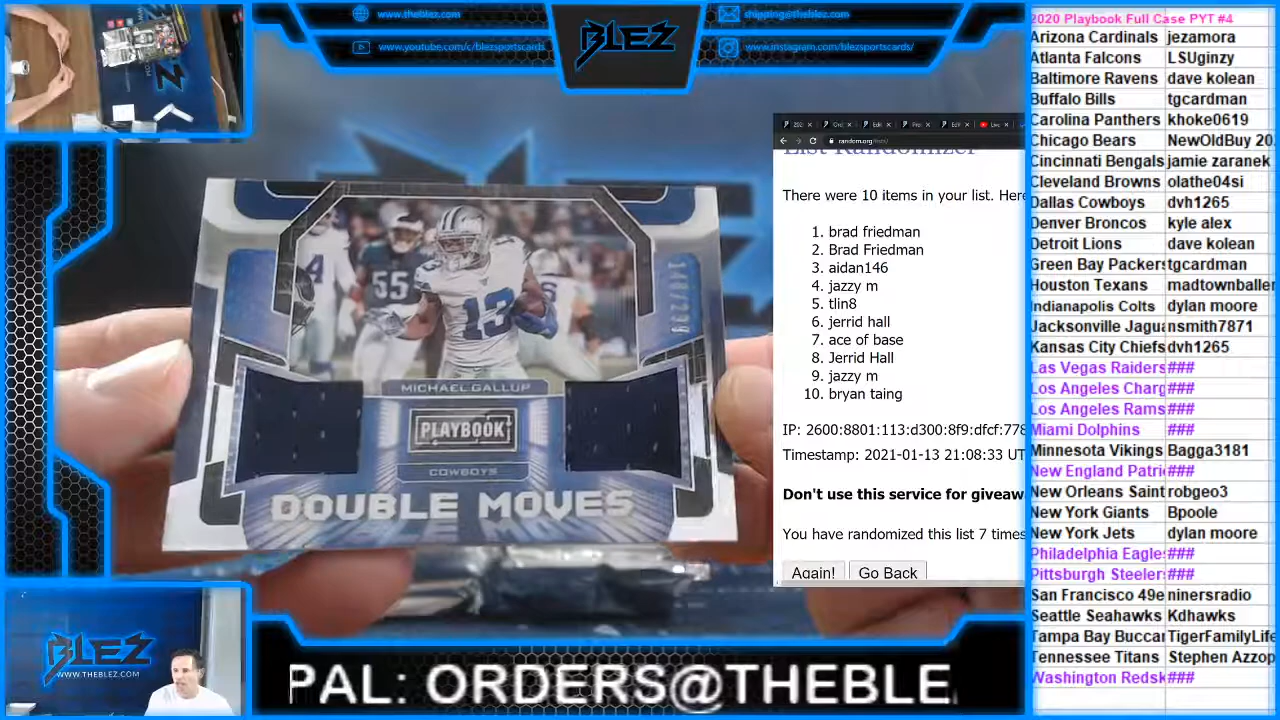 www.theblez.com
www.youtube.com/c/blezsportscards
BLEZ
shipping@theblez.com
www.instagram.com/blezsportscards/
random.org
List Randomizer
There were 10 items in your list. Here
1. brad friedman
2. Brad Friedman
3. aidan146
4. jazzy m
5. tlin8
6. jerrid hall
7. ace of base
8. Jerrid Hall
9. jazzy m
10. bryan taing
IP: 2600:8801:113:d300:8f9:dfcf:778
Timestamp: 2021-01-13 21:08:33 UT
Don't use this service for giveaw
You have randomized this list 7 times
Again! Go Back
2020 Playbook Full Case PYT #4
Arizona Cardinals jezamora
Atlanta Falcons LSUginzy
Baltimore Ravens dave kolean
Buffalo Bills tgcardman
Carolina Panthers khoke0619
Chicago Bears NewOldBuy 20
Cincinnati Bengals jamie zaranek
Cleveland Browns olathe04si
Dallas Cowboys dvh1265
Denver Broncos kyle alex
Detroit Lions dave kolean
Green Bay Packers tgcardman
Houston Texans madtownballer
Indianapolis Colts dylan moore
Jacksonville Jagua nsmith7871
Kansas City Chiefs dvh1265
Las Vegas Raiders ###
Los Angeles Charg ###
Los Angeles Rams ###
Miami Dolphins ###
Minnesota Vikings Bagga3181
New England Patri ###
New Orleans Saint robgeo3
New York Giants Bpoole
New York Jets dylan moore
Philadelphia Eagle ###
Pittsburgh Steeler ###
San Francisco 49e ninersradio
Seattle Seahawks Kdhawks
Tampa Bay Buccar TigerFamilyLife
Tennessee Titans Stephen Azzop
Washington Redsk ###
55
13
MICHAEL GALLUP
PLAYBOOK
COWBOYS
DOUBLE MOVES
BLEZ
WWW.THEBLEZ.COM
PAL: ORDERS@THEBLE